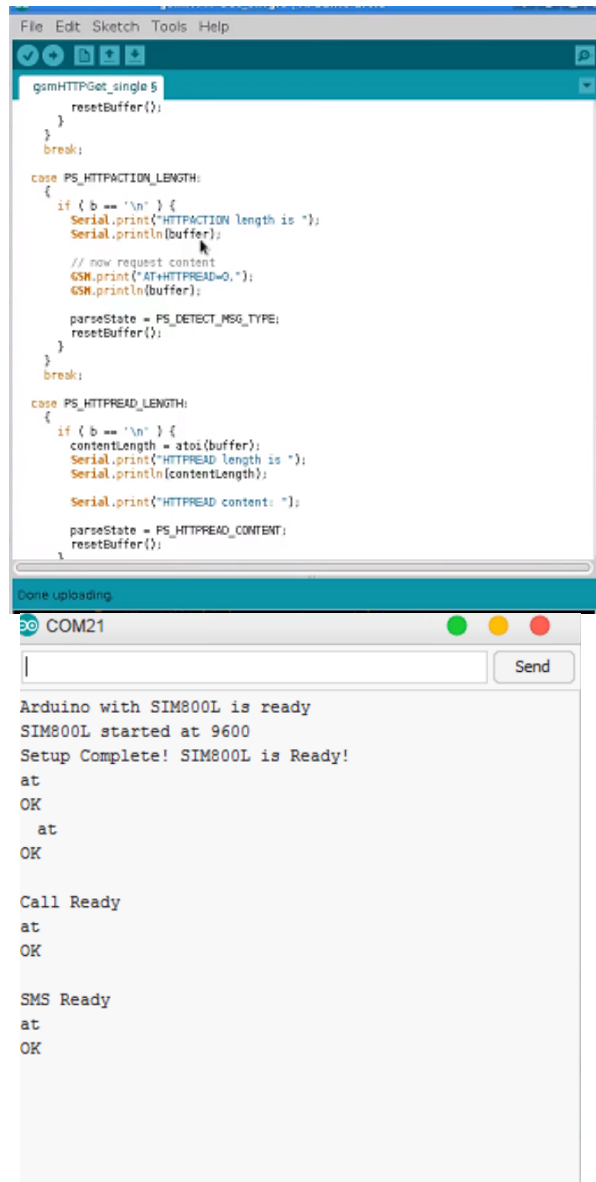 File Edit Sketch Tools Help
gsmHTTPGet_single §
resetBuffer();
}
}
break;
case PS_HTTPACTION_LENGTH:
{
if ( b == '\n' ) {
Serial.print("HTTPACTION length is ");
Serial.println(buffer);
// now request content
GSM.print("AT+HTTPREAD=0,");
GSM.println(buffer);
parseState = PS_DETECT_MSG_TYPE;
resetBuffer();
}
}
break;
case PS_HTTPREAD_LENGTH:
{
if ( b == '\n' ) {
contentLength = atoi(buffer);
Serial.print("HTTPREAD length is ");
Serial.println(contentLength);
Serial.print("HTTPREAD content: ");
parseState = PS_HTTPREAD_CONTENT;
resetBuffer();
}
Done uploading.
COM21
Send
Arduino with SIM800L is ready
SIM800L started at 9600
Setup Complete! SIM800L is Ready!
at
OK
at
OK
Call Ready
at
OK
SMS Ready
at
OK